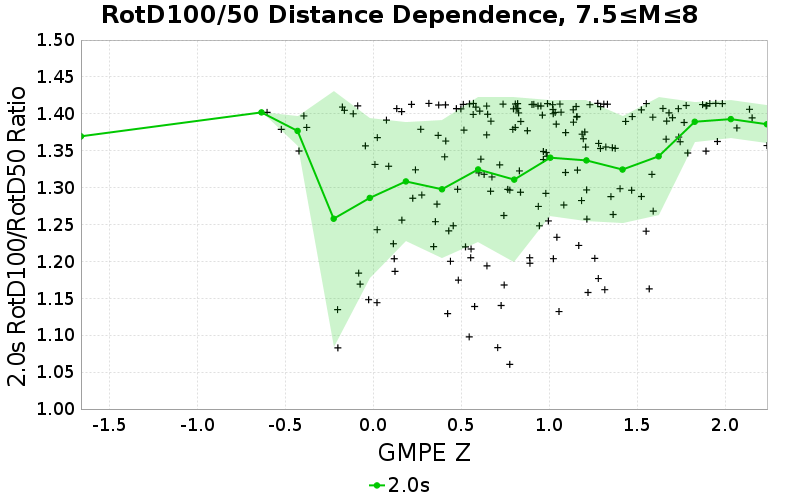 RotD100/50 Distance Dependence, 7.5≤M≤8
2.0s RotD100/RotD50 Ratio
1.50
1.45
1.40
1.35
1.30
1.25
1.20
1.15
1.10
1.05
1.00
-1.5 -1.0 -0.5 0.0 0.5 1.0 1.5 2.0
GMPE Z
2.0s